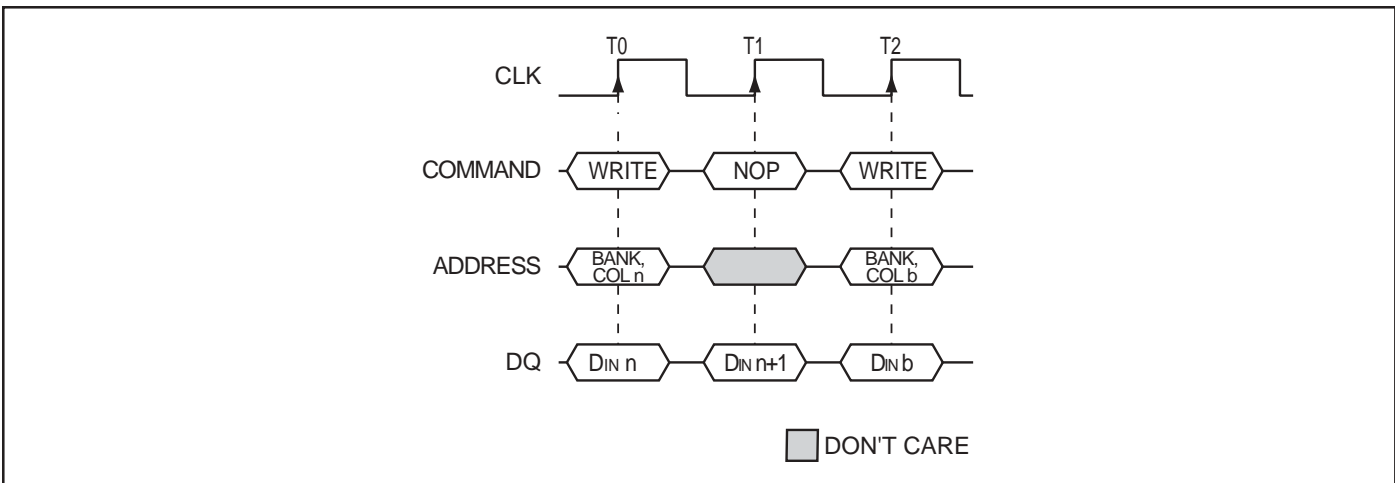 T0 T1 T2
CLK
COMMAND WRITE NOP WRITE
ADDRESS BANK, COL n BANK, COL b
DQ DIN n DIN n+1 DIN b
DON'T CARE